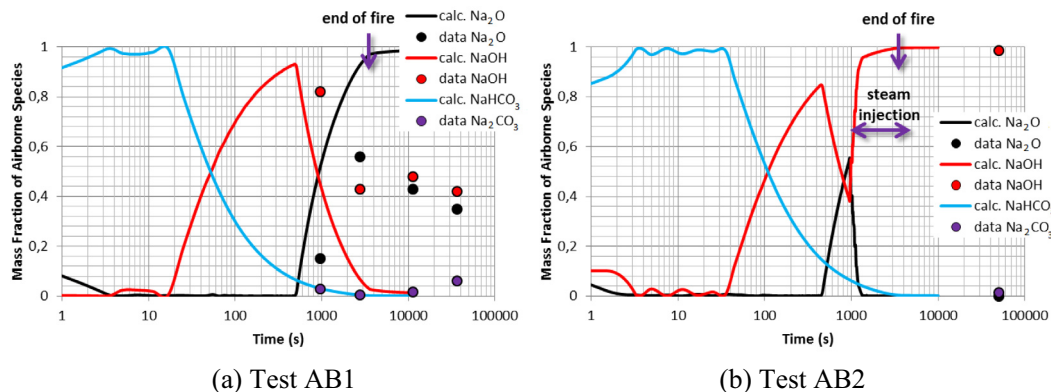 end of fire
calc. Na₂O
data Na₂O
calc. NaOH
data NaOH
calc. NaHCO₃
data Na₂CO₃
Mass Fraction of Airborne Species
1
0,8
0,6
0,4
0,2
0
1 10 100 1000 10000 100000
Time (s)
(a) Test AB1
end of fire
steam
injection
calc. Na₂O
data Na₂O
calc. NaOH
data NaOH
calc. NaHCO
data Na₂CO₃
Mass Fraction of Airborne Species
1
0,8
0,6
0,4
0,2
0
1 10 100 1000 10000 100000
Time (s)
(b) Test AB2